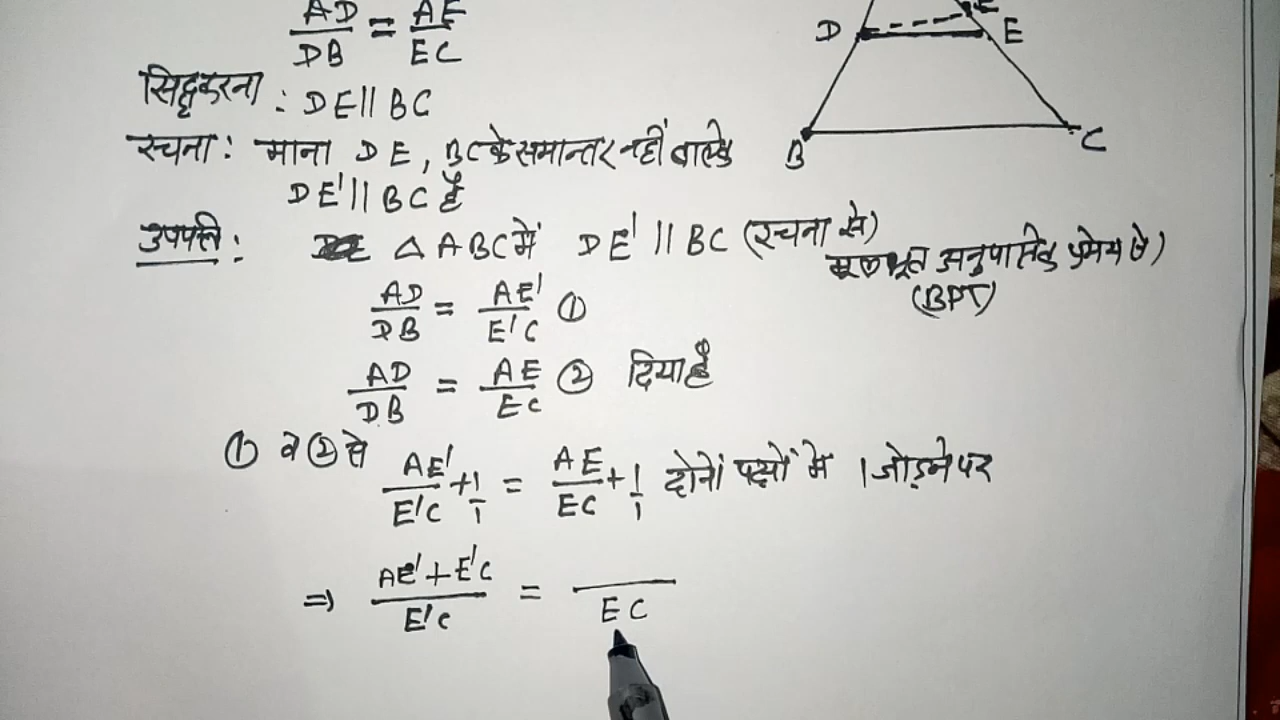 AD/DB = AE/EC
सिद्ध करना : DE || BC
रचना : माना DE, BC के समान्तर नहीं बल्कि
DE' || BC है
उपपत्ति : △ ABC में DE' || BC (रचना से)
अनुपातिक प्रमेय से)
(BPT)
AD/DB = AE'/E'C ①
AD/DB = AE/EC ② दिया है
① व ② से
AE'/E'C + 1/1 = AE/EC + 1/1 दोनों पक्षों में 1 जोड़ने पर
⇒ (AE' + E'C)/E'C = /EC
D
E
B
C